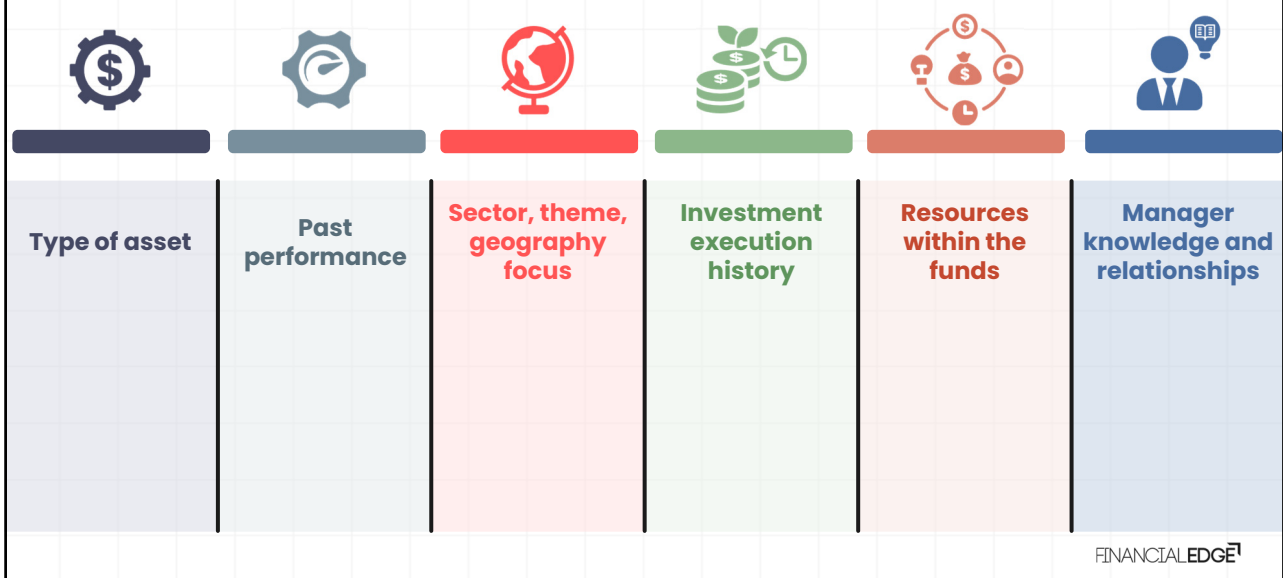 Type of asset
Past
performance
Sector, theme,
geography
focus
Investment
execution
history
Resources
within the
funds
Manager
knowledge and
relationships
FINANCIALEDGE